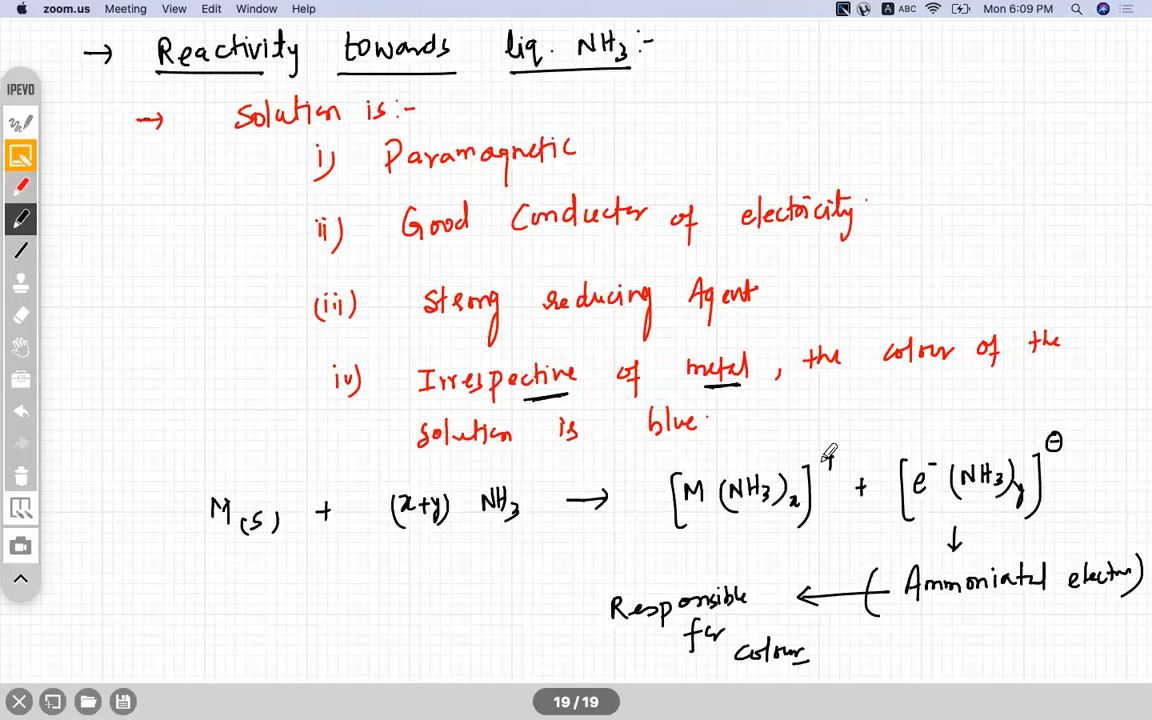 zoom.us Meeting View Edit Window Help A ABC Mon 6:09 PM
→ Reactivity towards liq. NH3:-
IPEVO
→ Solution is:-
i) Paramagnetic
ii) Good Conductor of electricity.
(iii) Strong reducing Agent
iv) Irrespective of metal, the colour of the
solution is blue.
M(s) + (x+y) NH3 → [M (NH3)x]+ + [e- (NH3)y]⊖
↓
Responsible ← (Ammoniated electron)
for
colour
19 / 19